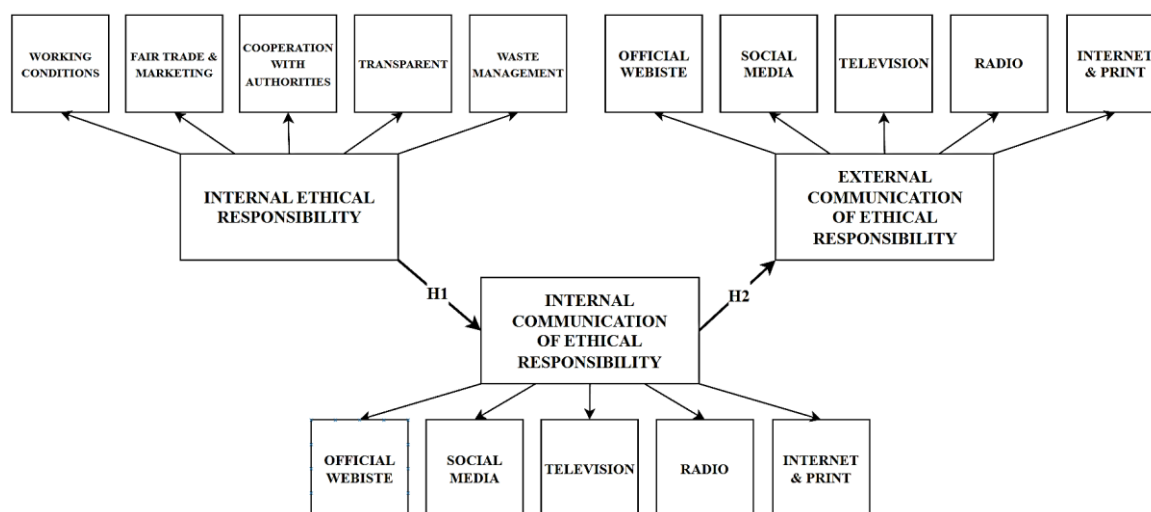 WORKING
CONDITIONS
FAIR TRADE &
MARKETING
COOPERATION
WITH
AUTHORITIES
TRANSPARENT
WASTE
MANAGEMENT
OFFICIAL
WEBISTE
SOCIAL
MEDIA
TELEVISION
RADIO
INTERNET
& PRINT
INTERNAL ETHICAL
RESPONSIBILITY
EXTERNAL
COMMUNICATION
OF ETHICAL
RESPONSIBILITY
H1
H2
INTERNAL
COMMUNICATION
OF ETHICAL
RESPONSIBILITY
OFFICIAL
WEBISTE
SOCIAL
MEDIA
TELEVISION
RADIO
INTERNET
& PRINT